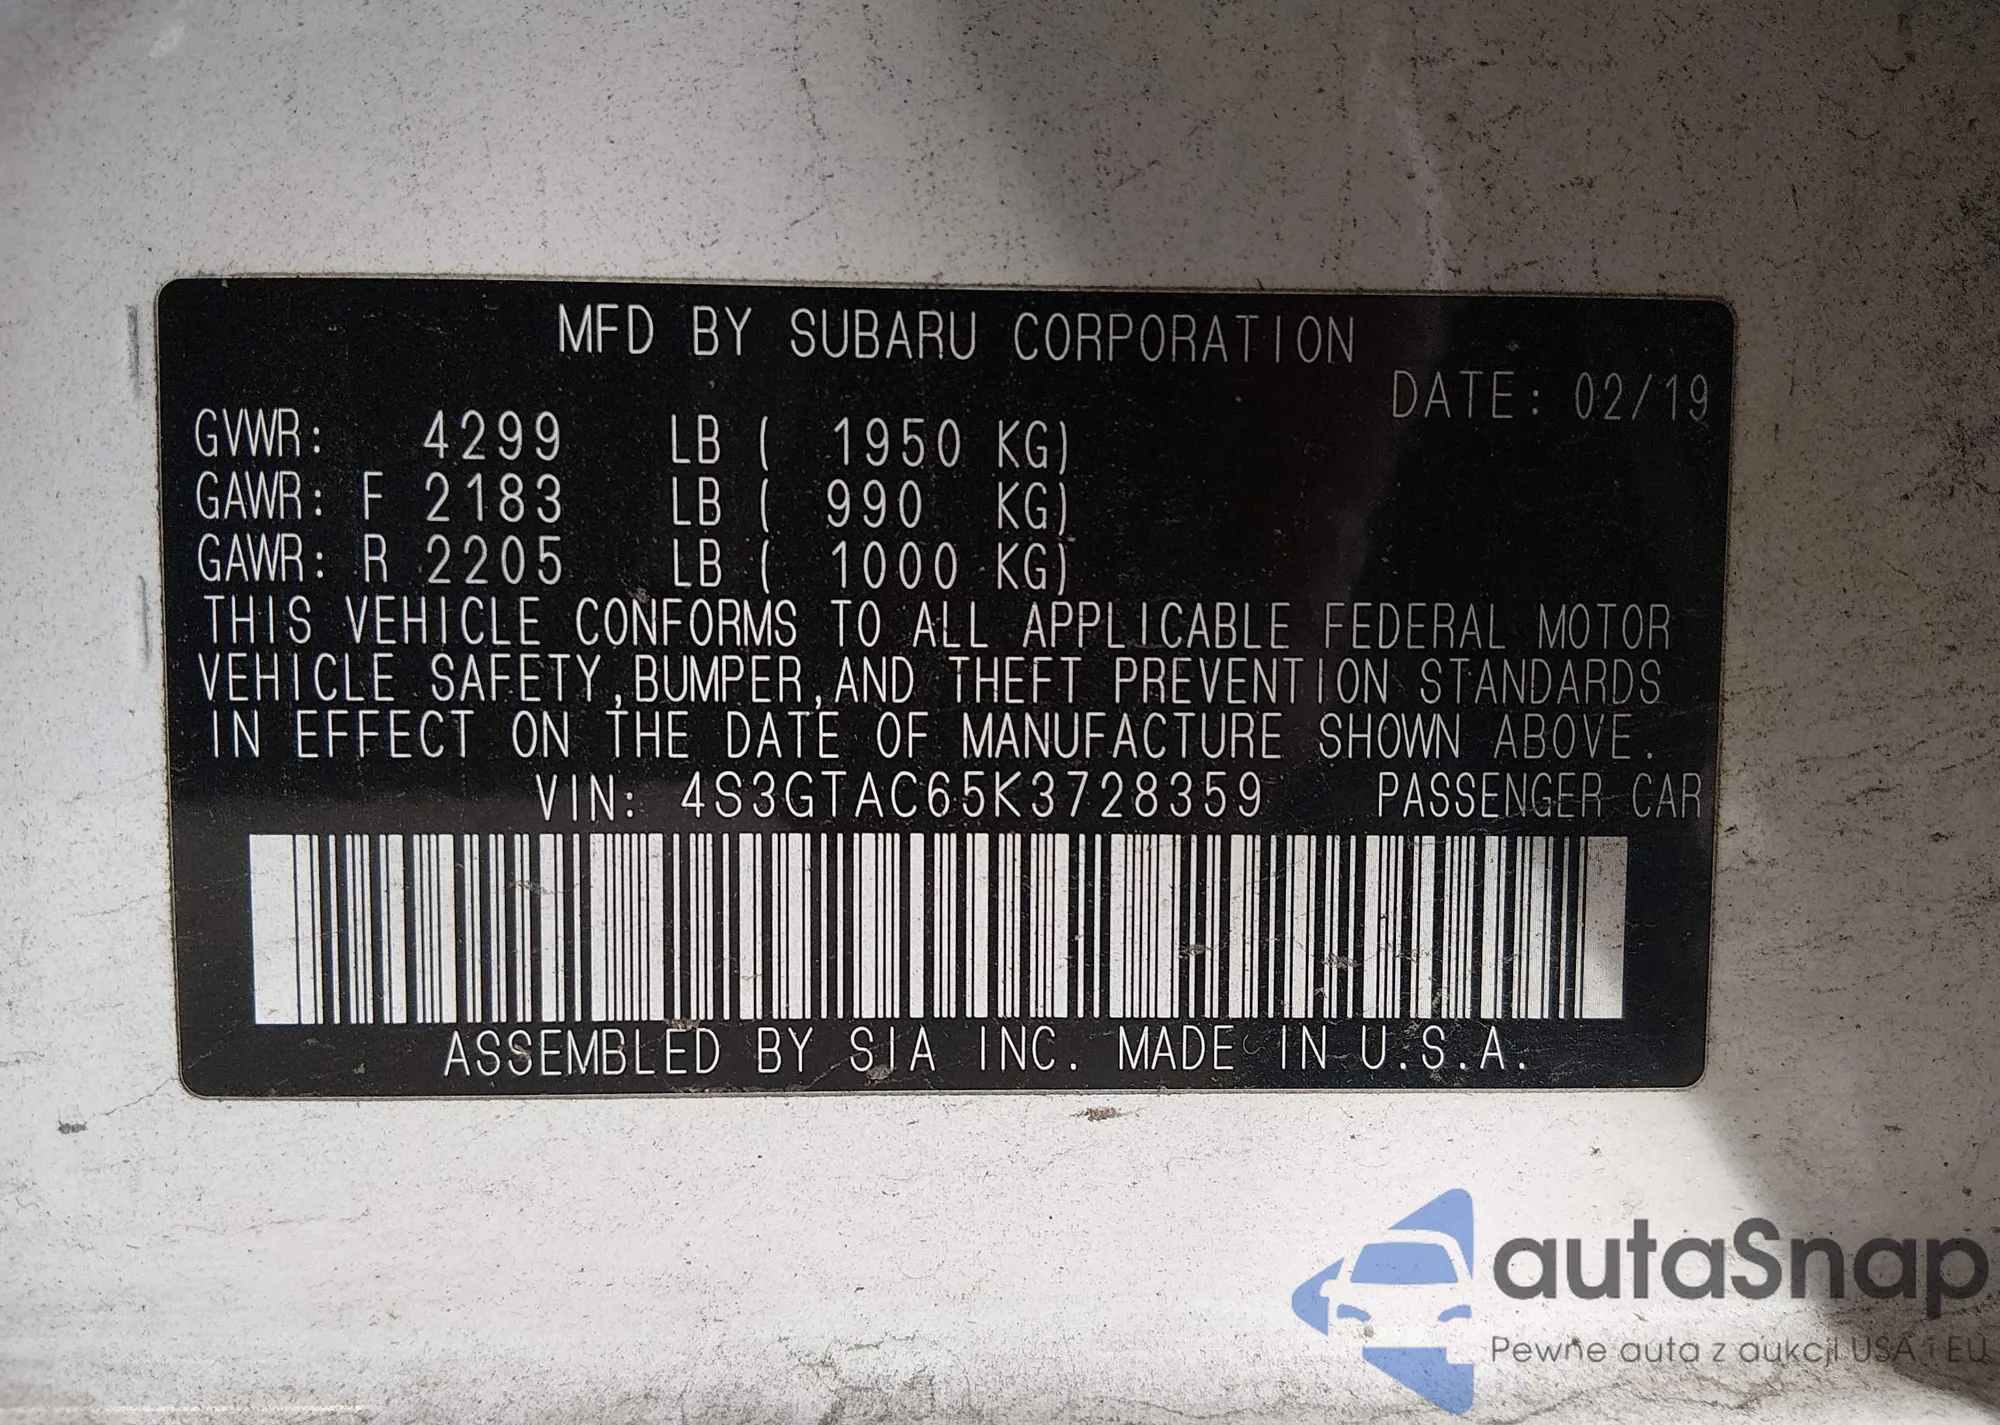 MFD BY SUBARU CORPORATION
DATE: 02/19
GVWR: 4299 LB ( 1950 KG)
GAWR: F 2183 LB ( 990 KG)
GAWR: R 2205 LB ( 1000 KG)
THIS VEHICLE CONFORMS TO ALL APPLICABLE FEDERAL MOTOR
VEHICLE SAFETY,BUMPER,AND THEFT PREVENTION STANDARDS
IN EFFECT ON THE DATE OF MANUFACTURE SHOWN ABOVE.
VIN: 4S3GTAC65K3728359 PASSENGER CAR
ASSEMBLED BY SIA INC. MADE IN U.S.A.
autaSnap
Pewne auta z aukcji USA i EU